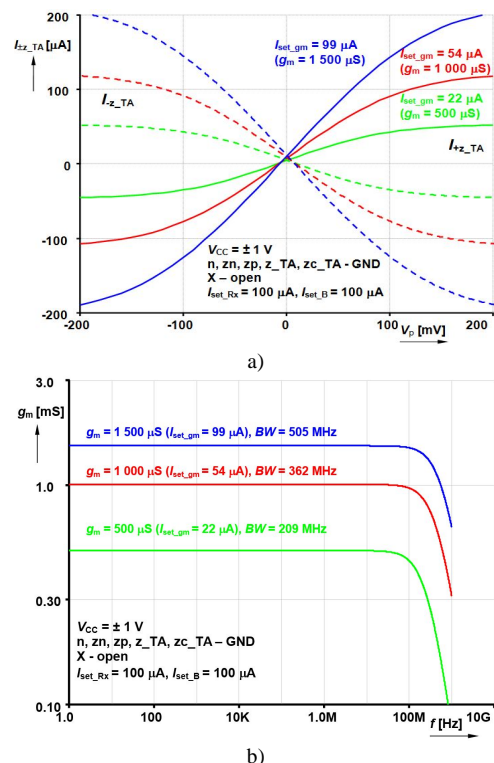 I±z_TA [µA]
200
100
0
-100
200
-200
-100
0
100
200
Vp [mV]
Iset_gm = 99 µA
(gm = 1 500 µS)
Iset_gm = 54 µA
(gm = 1 000 µS)
Iset_gm = 22 µA
(gm = 500 µS)
I-z_TA
I+z_TA
VCC = ± 1 V
n, zn, zp, z_TA, zc_TA - GND
X – open
Iset_Rx = 100 µA, Iset_B = 100 µA
a)
3.0
gm [mS]
gm = 1 500 µS (Iset_gm = 99 µA), BW = 505 MHz
1.0
gm = 1 000 µS (Iset_gm = 54 µA), BW = 362 MHz
gm = 500 µS (Iset_gm = 22 µA), BW = 209 MHz
0.30
VCC = ± 1 V
n, zn, zp, z_TA, zc_TA – GND
X - open
Iset_Rx = 100 µA, Iset_B = 100 µA
0.10
1.0
100
10K
1.0M
100M
10G
f [Hz]
b)